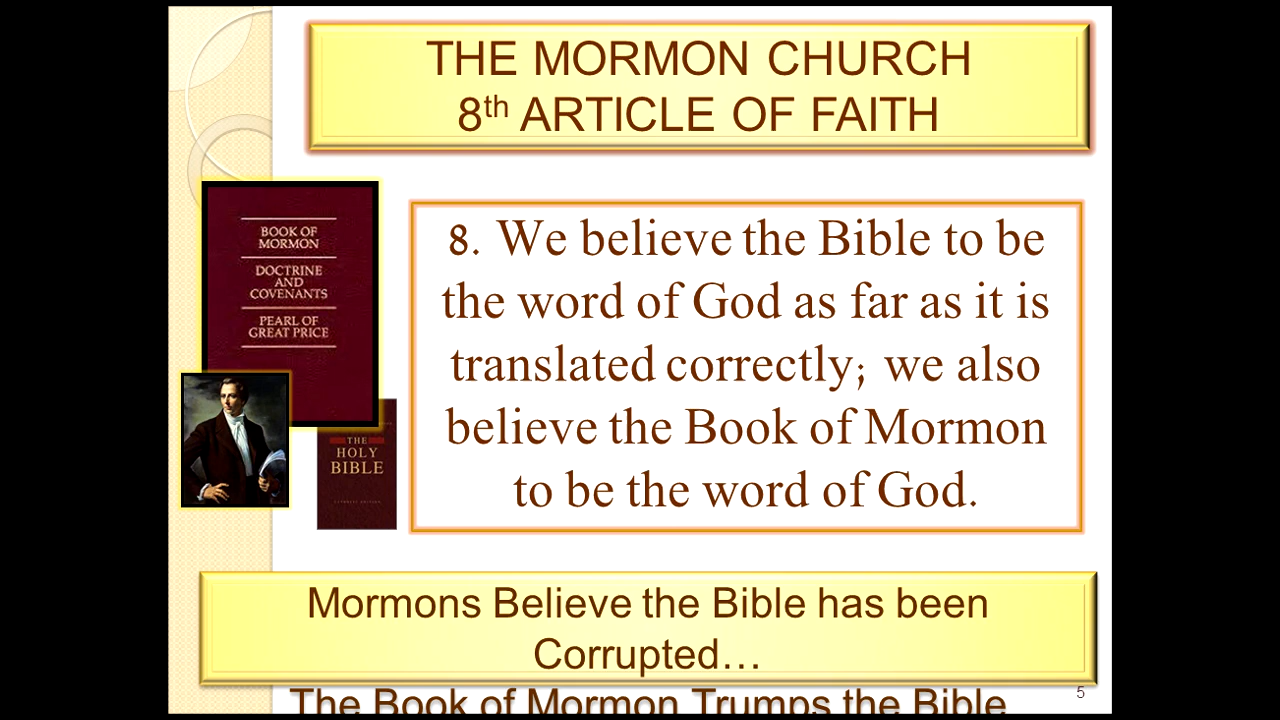 THE MORMON CHURCH
8th ARTICLE OF FAITH
BOOK OF
MORMON
DOCTRINE
AND
COVENANTS
PEARL OF
GREAT PRICE
THE
HOLY
BIBLE
8. We believe the Bible to be
the word of God as far as it is
translated correctly; we also
believe the Book of Mormon
to be the word of God.
Mormons Believe the Bible has been
Corrupted…
The Book of Mormon Trumps the Bible
5